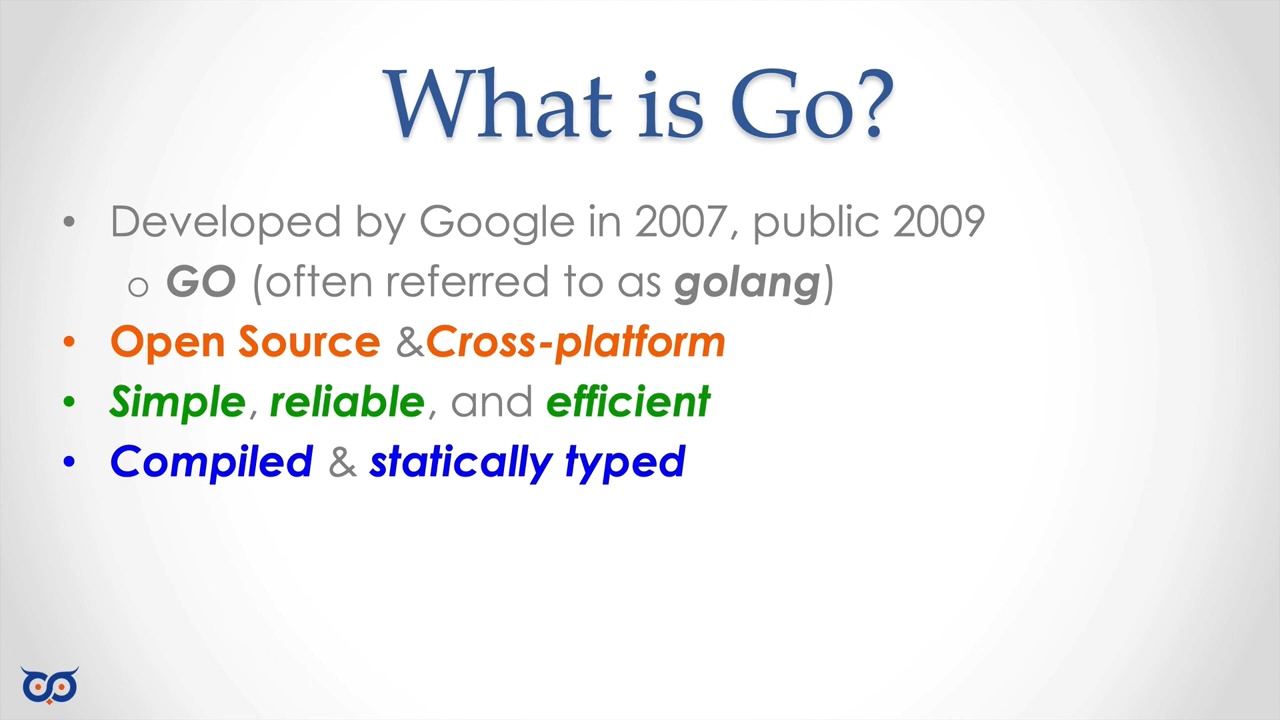 What is Go?
• Developed by Google in 2007, public 2009
o GO (often referred to as golang)
• Open Source &Cross-platform
• Simple, reliable, and efficient
• Compiled & statically typed